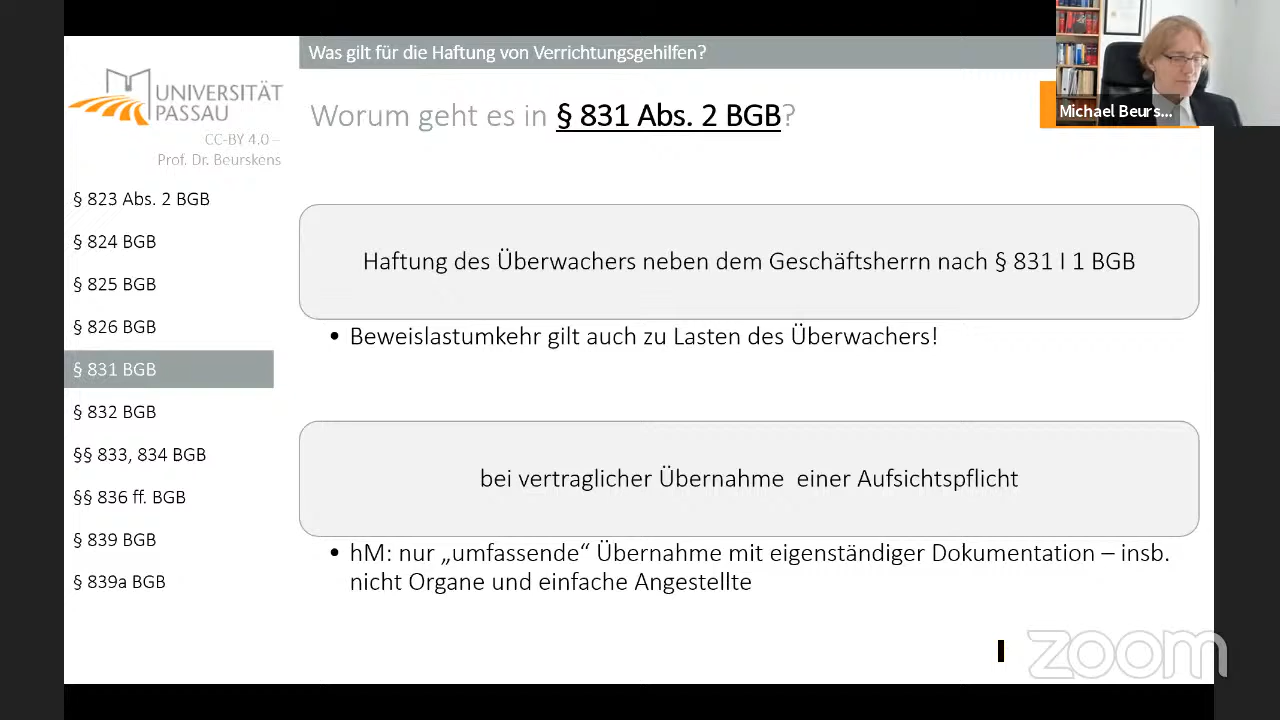 Was gilt für die Haftung von Verrichtungsgehilfen?
UNIVERSITÄT
PASSAU
CC-BY 4.0 –
Prof. Dr. Beurskens
Worum geht es in § 831 Abs. 2 BGB?
Michael Beurs...
§ 823 Abs. 2 BGB
§ 824 BGB
§ 825 BGB
§ 826 BGB
§ 831 BGB
§ 832 BGB
§§ 833, 834 BGB
§§ 836 ff. BGB
§ 839 BGB
§ 839a BGB
Haftung des Überwachers neben dem Geschäftsherrn nach § 831 I 1 BGB
• Beweislastumkehr gilt auch zu Lasten des Überwachers!
bei vertraglicher Übernahme einer Aufsichtspflicht
• hM: nur „umfassende“ Übernahme mit eigenständiger Dokumentation – insb.
nicht Organe und einfache Angestellte
zoom